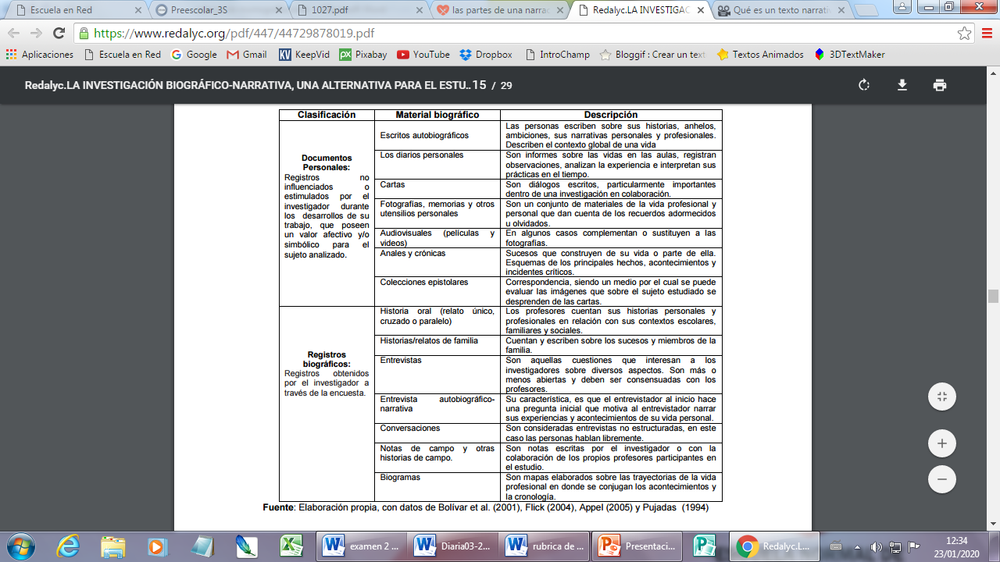 Escuela en Red
Preescolar_3S
1027.pdf
las partes de una narrac
Redalyc.LA INVESTIGAC
Qué es un texto narrati
https://www.redalyc.org/pdf/447/44729878019.pdf
Aplicaciones
Escuela en Red
Google
Gmail
KeepVid
Pixabay
YouTube
Dropbox
IntroChamp
Bloggif : Crear un text
Textos Animados
3DTextMaker
Redalyc.LA INVESTIGACIÓN BIOGRÁFICO-NARRATIVA, UNA ALTERNATIVA PARA EL ESTU.. 15 / 29
Clasificación
Material biográfico
Descripción
Documentos
Personales:
Registros no
influenciados o
estimulados por el
investigador durante
los desarrollos de su
trabajo, que poseen
un valor afectivo y/o
simbólico para el
sujeto analizado.
Escritos autobiográficos
Las personas escriben sobre sus historias, anhelos,
ambiciones, sus narrativas personales y profesionales.
Describen el contexto global de una vida
Los diarios personales
Son informes sobre las vidas en las aulas, registran
observaciones, analizan la experiencia e interpretan sus
prácticas en el tiempo.
Cartas
Son diálogos escritos, particularmente importantes
dentro de una investigación en colaboración.
Fotografías, memorias y otros
utensilios personales
Son un conjunto de materiales de la vida profesional y
personal que dan cuenta de los recuerdos adormecidos
u olvidados.
Audiovisuales (películas y
videos)
En algunos casos complementan o sustituyen a las
fotografías.
Anales y crónicas
Sucesos que construyen de su vida o parte de ella.
Esquemas de los principales hechos, acontecimientos y
incidentes críticos.
Colecciones epistolares
Correspondencia, siendo un medio por el cual se puede
evaluar las imágenes que sobre el sujeto estudiado se
desprenden de las cartas.
Registros
biográficos:
Registros obtenidos
por el investigador a
través de la encuesta.
Historia oral (relato único,
cruzado o paralelo)
Los profesores cuentan sus historias personales y
profesionales en relación con sus contextos escolares,
familiares y sociales.
Historias/relatos de familia
Cuentan y escriben sobre los sucesos y miembros de la
familia.
Entrevistas
Son aquellas cuestiones que interesan a los
investigadores sobre diversos aspectos. Son más o
menos abiertas y deben ser consensuadas con los
profesores.
Entrevista autobiográfico-
narrativa
Su característica, es que el entrevistador al inicio hace
una pregunta inicial que motiva al entrevistador narrar
sus experiencias y acontecimientos de su vida personal.
Conversaciones
Son consideradas entrevistas no estructuradas, en este
caso las personas hablan libremente.
Notas de campo y otras
historias de campo.
Son notas escritas por el investigador o con la
colaboración de los propios profesores participantes en
el estudio.
Biogramas
Son mapas elaborados sobre las trayectorias de la vida
profesional en donde se conjugan los acontecimientos y
la cronología.
Fuente: Elaboración propia, con datos de Bolívar et al. (2001), Flick (2004), Appel (2005) y Pujadas (1994)
examen 2 ...
Diaria03-2...
rubrica de ...
Presentaci...
Redalyc.L...
12:34
23/01/2020